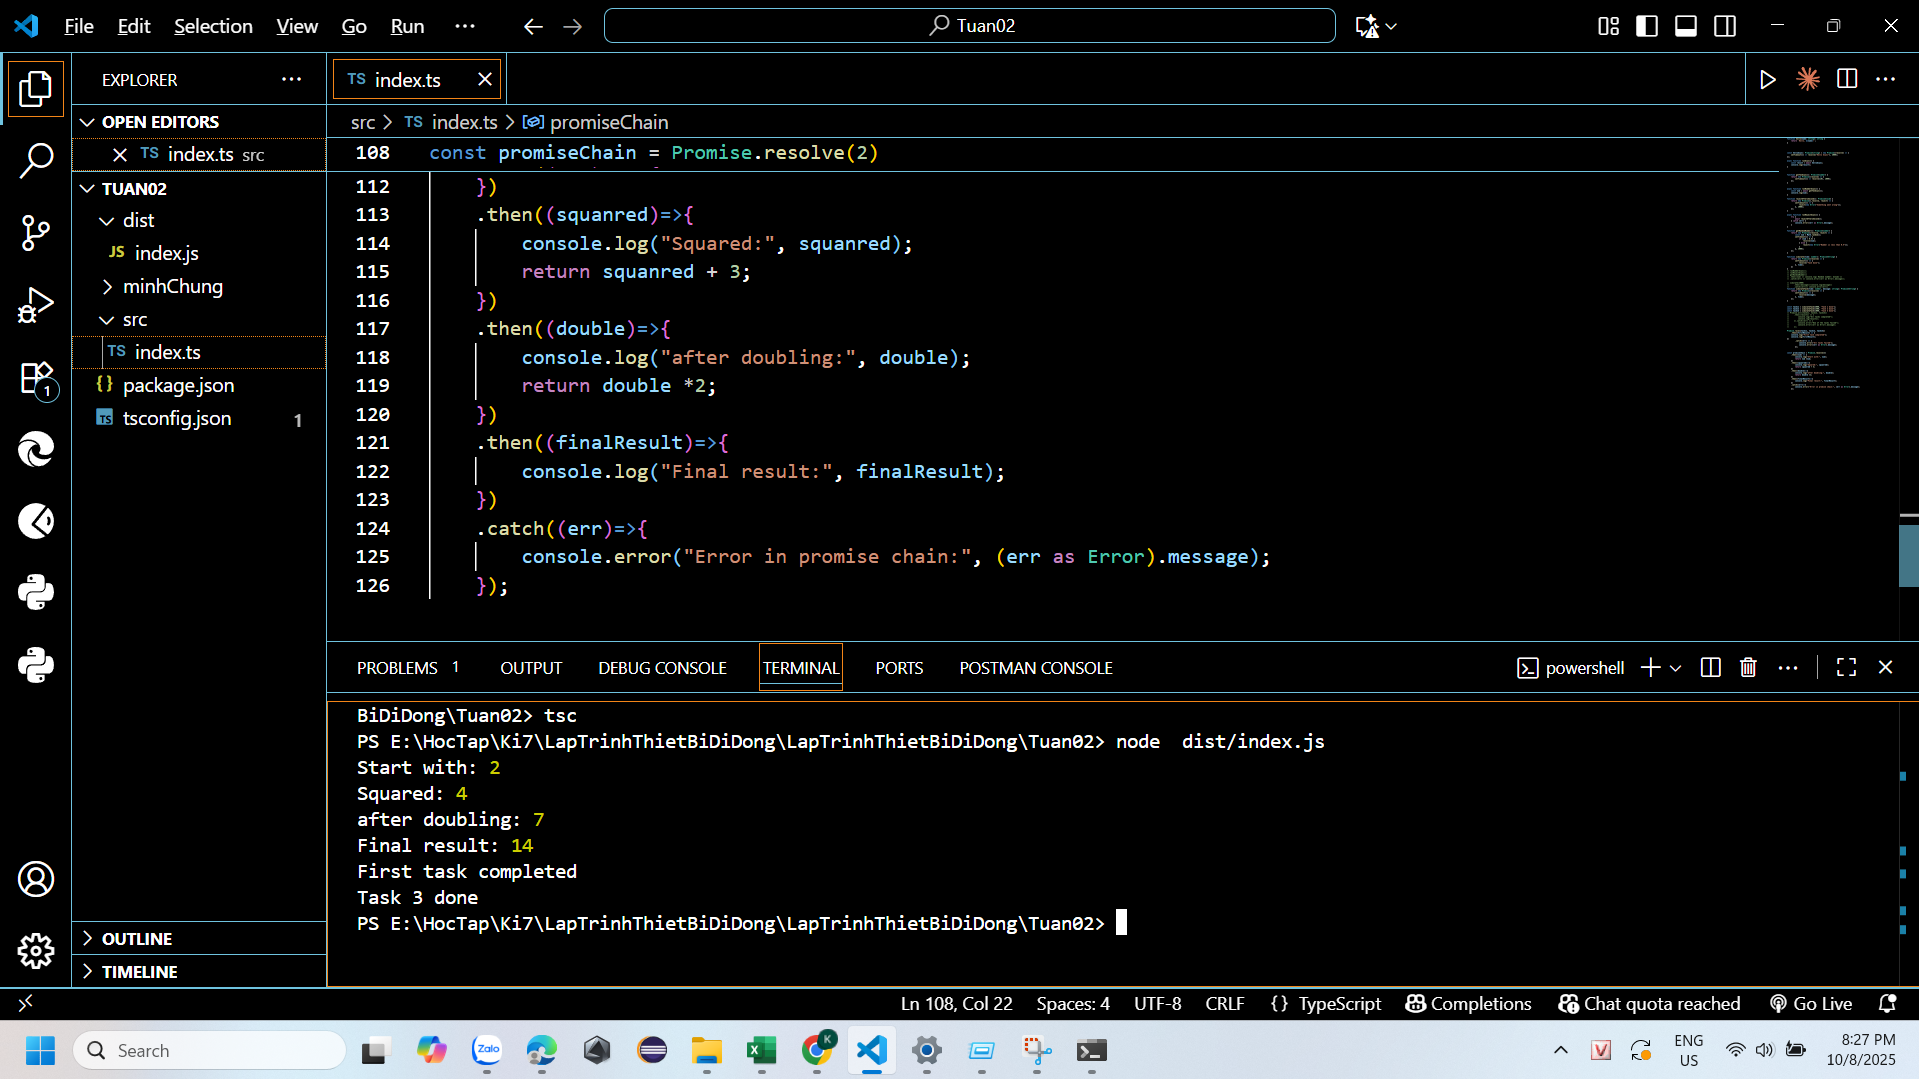 File Edit Selection View Go Run ···
Tuan02
EXPLORER
OPEN EDITORS
TS index.ts src
TUAN02
dist
JS index.js
minhChung
src
TS index.ts
{} package.json
TS tsconfig.json 1
1
OUTLINE
TIMELINE
TS index.ts
src > TS index.ts > promiseChain
108 const promiseChain = Promise.resolve(2)
112 })
113 .then((squanred)=>{
114 console.log("Squared:", squanred);
115 return squanred + 3;
116 })
117 .then((double)=>{
118 console.log("after doubling:", double);
119 return double *2;
120 })
121 .then((finalResult)=>{
122 console.log("Final result:", finalResult);
123 })
124 .catch((err)=>{
125 console.error("Error in promise chain:", (err as Error).message);
126 });
PROBLEMS 1 OUTPUT DEBUG CONSOLE TERMINAL PORTS POSTMAN CONSOLE
powershell
BiDiDong\Tuan02> tsc
PS E:\HocTap\Ki7\LapTrinhThietBiDiDong\LapTrinhThietBiDiDong\Tuan02> node  dist/index.js
Start with: 2
Squared: 4
after doubling: 7
Final result: 14
First task completed
Task 3 done
PS E:\HocTap\Ki7\LapTrinhThietBiDiDong\LapTrinhThietBiDiDong\Tuan02>
Ln 108, Col 22 Spaces: 4 UTF-8 CRLF {} TypeScript Completions Chat quota reached Go Live
Search
Zalo
K
V
ENG
US
8:27 PM
10/8/2025